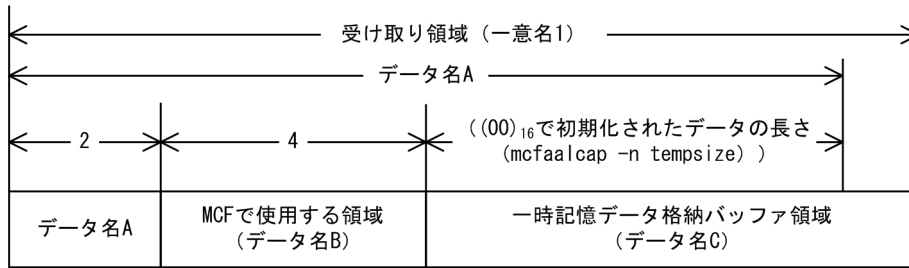 受け取り領域（一意名1）
データ名A
2
4
((00)₁₆で初期化されたデータの長さ
(mcfaalcap -n tempsize) )
データ名A
MCFで使用する領域
（データ名B）
一時記憶データ格納バッファ領域
（データ名C）